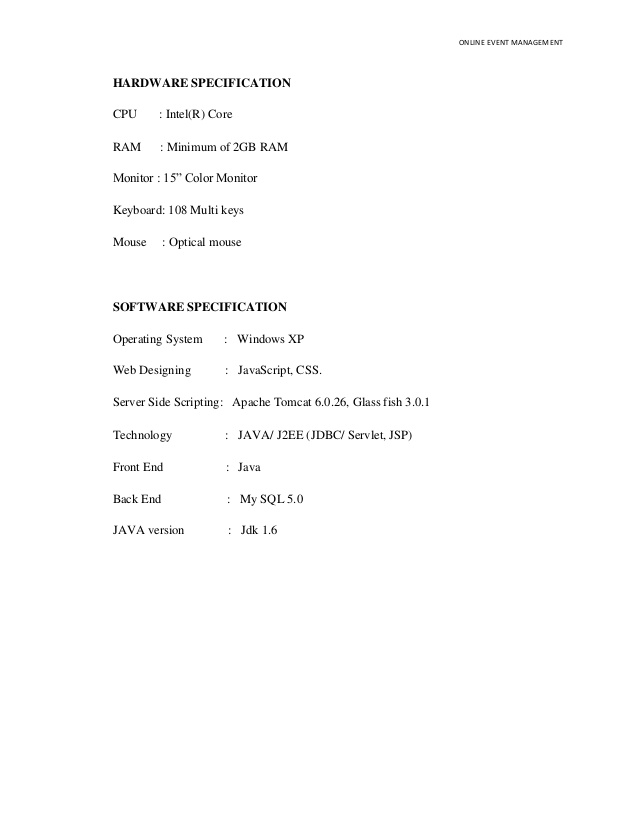 ONLINE EVENT MANAGEMENT
HARDWARE SPECIFICATION
CPU : Intel(R) Core
RAM : Minimum of 2GB RAM
Monitor : 15” Color Monitor
Keyboard: 108 Multi keys
Mouse : Optical mouse
SOFTWARE SPECIFICATION
Operating System : Windows XP
Web Designing : JavaScript, CSS.
Server Side Scripting: Apache Tomcat 6.0.26, Glass fish 3.0.1
Technology : JAVA/ J2EE (JDBC/ Servlet, JSP)
Front End : Java
Back End : My SQL 5.0
JAVA version : Jdk 1.6